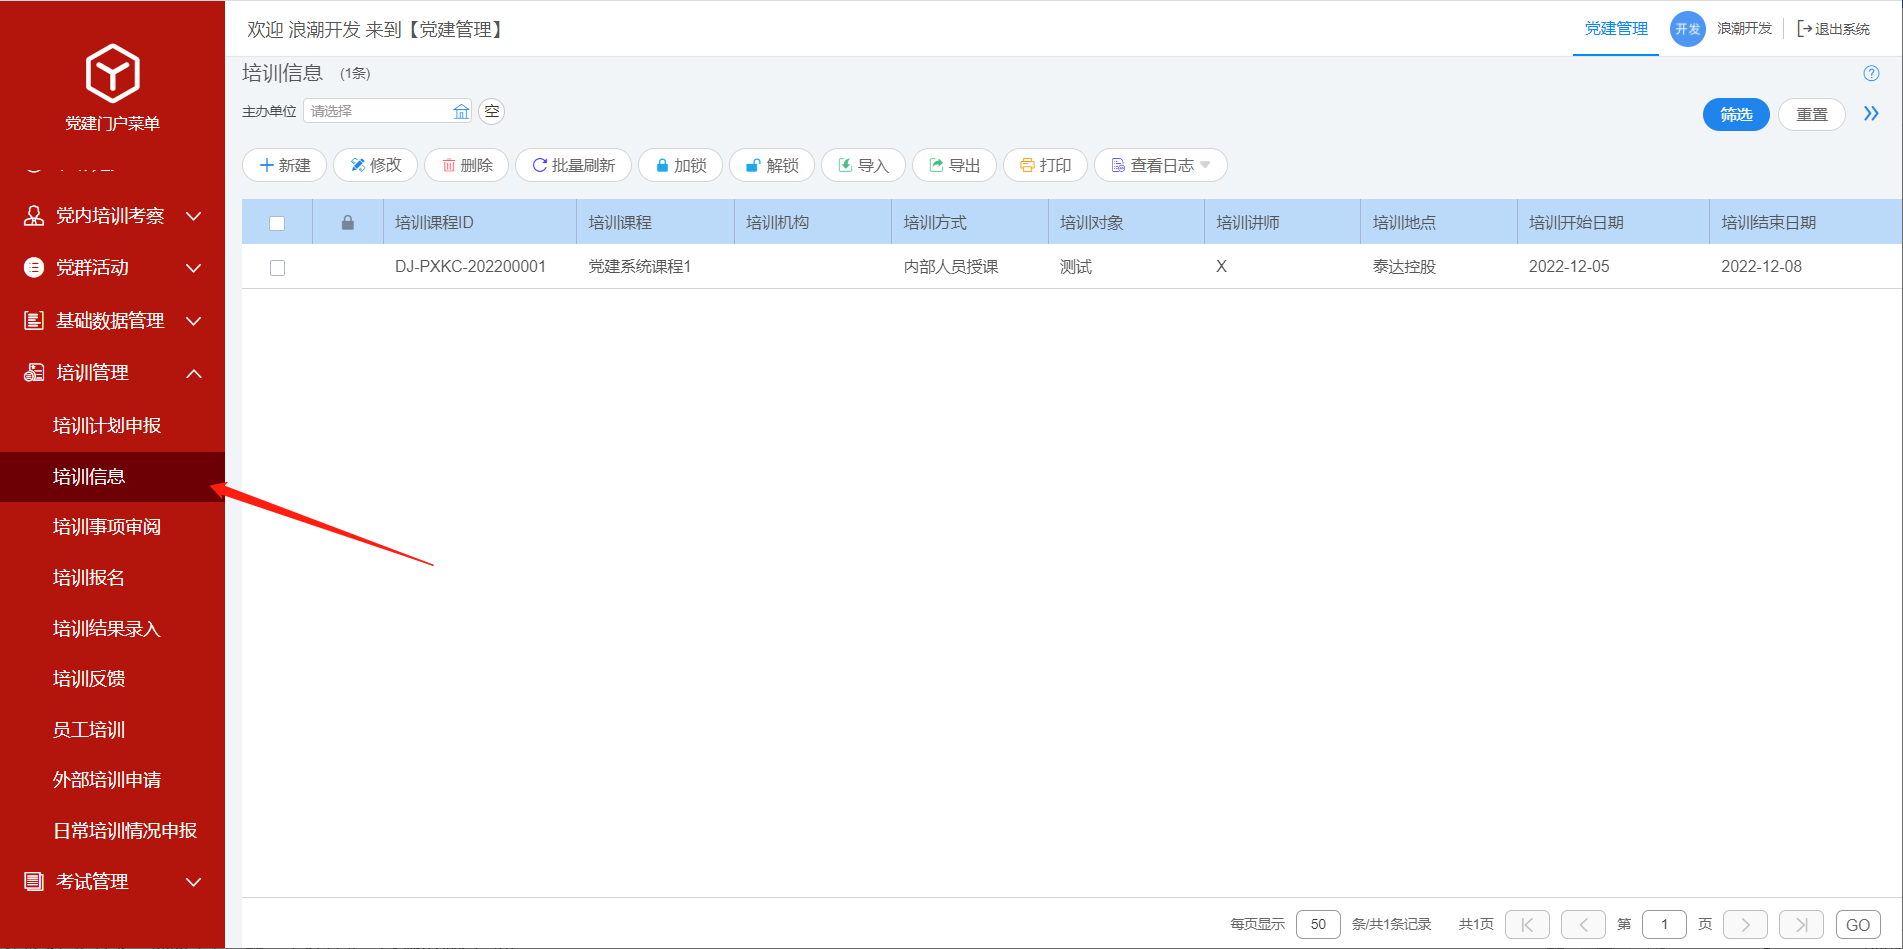 欢迎 浪潮开发 来到【党建管理】
党建管理
开发
浪潮开发
退出系统
党建门户菜单
党内培训考察
党群活动
基础数据管理
培训管理
培训计划申报
培训信息
培训事项审阅
培训报名
培训结果录入
培训反馈
员工培训
外部培训申请
日常培训情况申报
考试管理
培训信息 (1条)
主办单位 请选择 空
筛选 重置
新建 修改 删除 批量刷新 加锁 解锁 导入 导出 打印 查看日志
培训课程ID 培训课程 培训机构 培训方式 培训对象 培训讲师 培训地点 培训开始日期 培训结束日期
DJ-PXKC-202200001 党建系统课程1 内部人员授课 测试 X 泰达控股 2022-12-05 2022-12-08
每页显示 50 条/共1条记录 共1页 第 1 页 GO